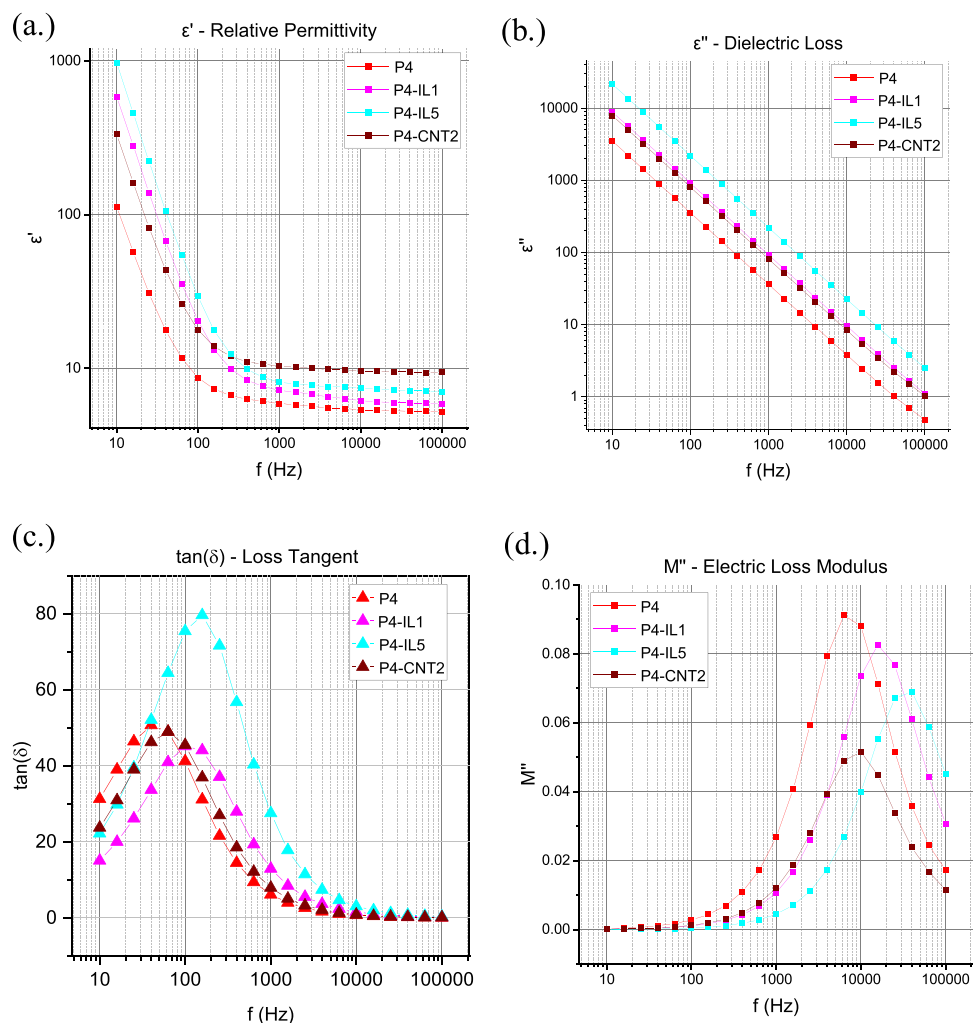 (a.)
ε' - Relative Permittivity
1000
100
10
ε'
P4
P4-IL1
P4-IL5
P4-CNT2
10 100 1000 10000 100000
f (Hz)
(b.)
ε'' - Dielectric Loss
10000
1000
100
10
1
ε''
P4
P4-IL1
P4-IL5
P4-CNT2
10 100 1000 10000 100000
f (Hz)
(c.)
tan(δ) - Loss Tangent
80
60
40
20
0
tan(δ)
P4
P4-IL1
P4-IL5
P4-CNT2
10 100 1000 10000 100000
f (Hz)
(d.)
M'' - Electric Loss Modulus
0.10
0.08
0.06
0.04
0.02
0.00
M''
P4
P4-IL1
P4-IL5
P4-CNT2
10 100 1000 10000 100000
f (Hz)